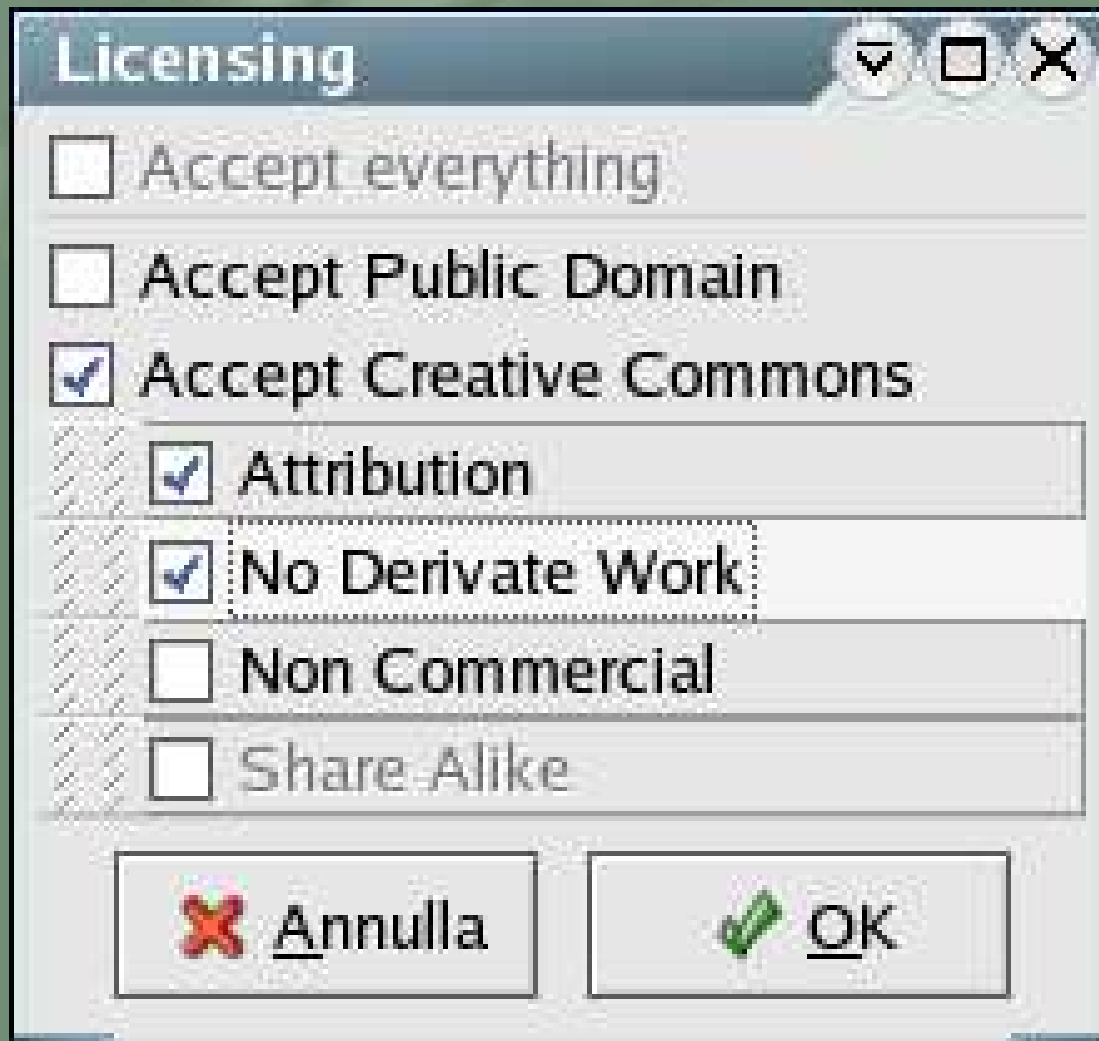 Licensing
Accept everything
Accept Public Domain
Accept Creative Commons
Attribution
No Derivate Work
Non Commercial
Share Alike
Annulla
OK